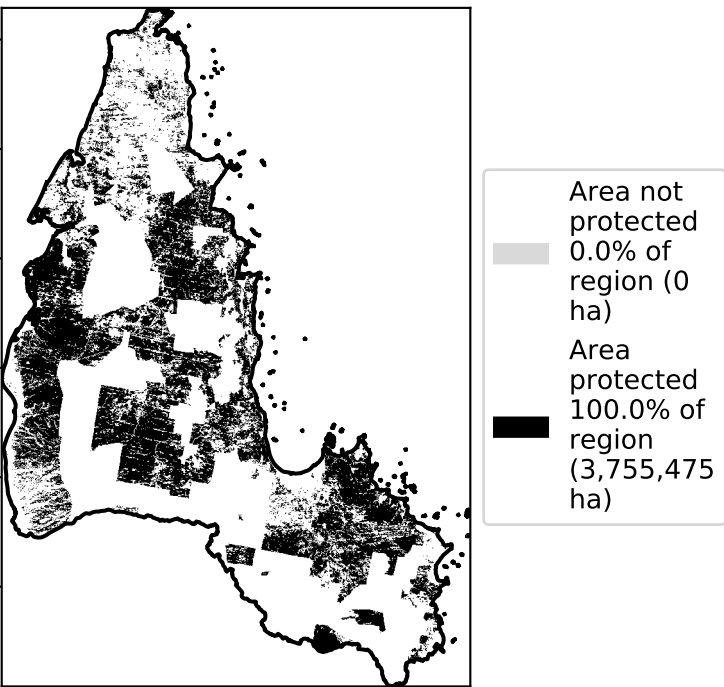 Area not
protected
0.0% of
region (0
ha)
Area
protected
100.0% of
region
(3,755,475
ha)